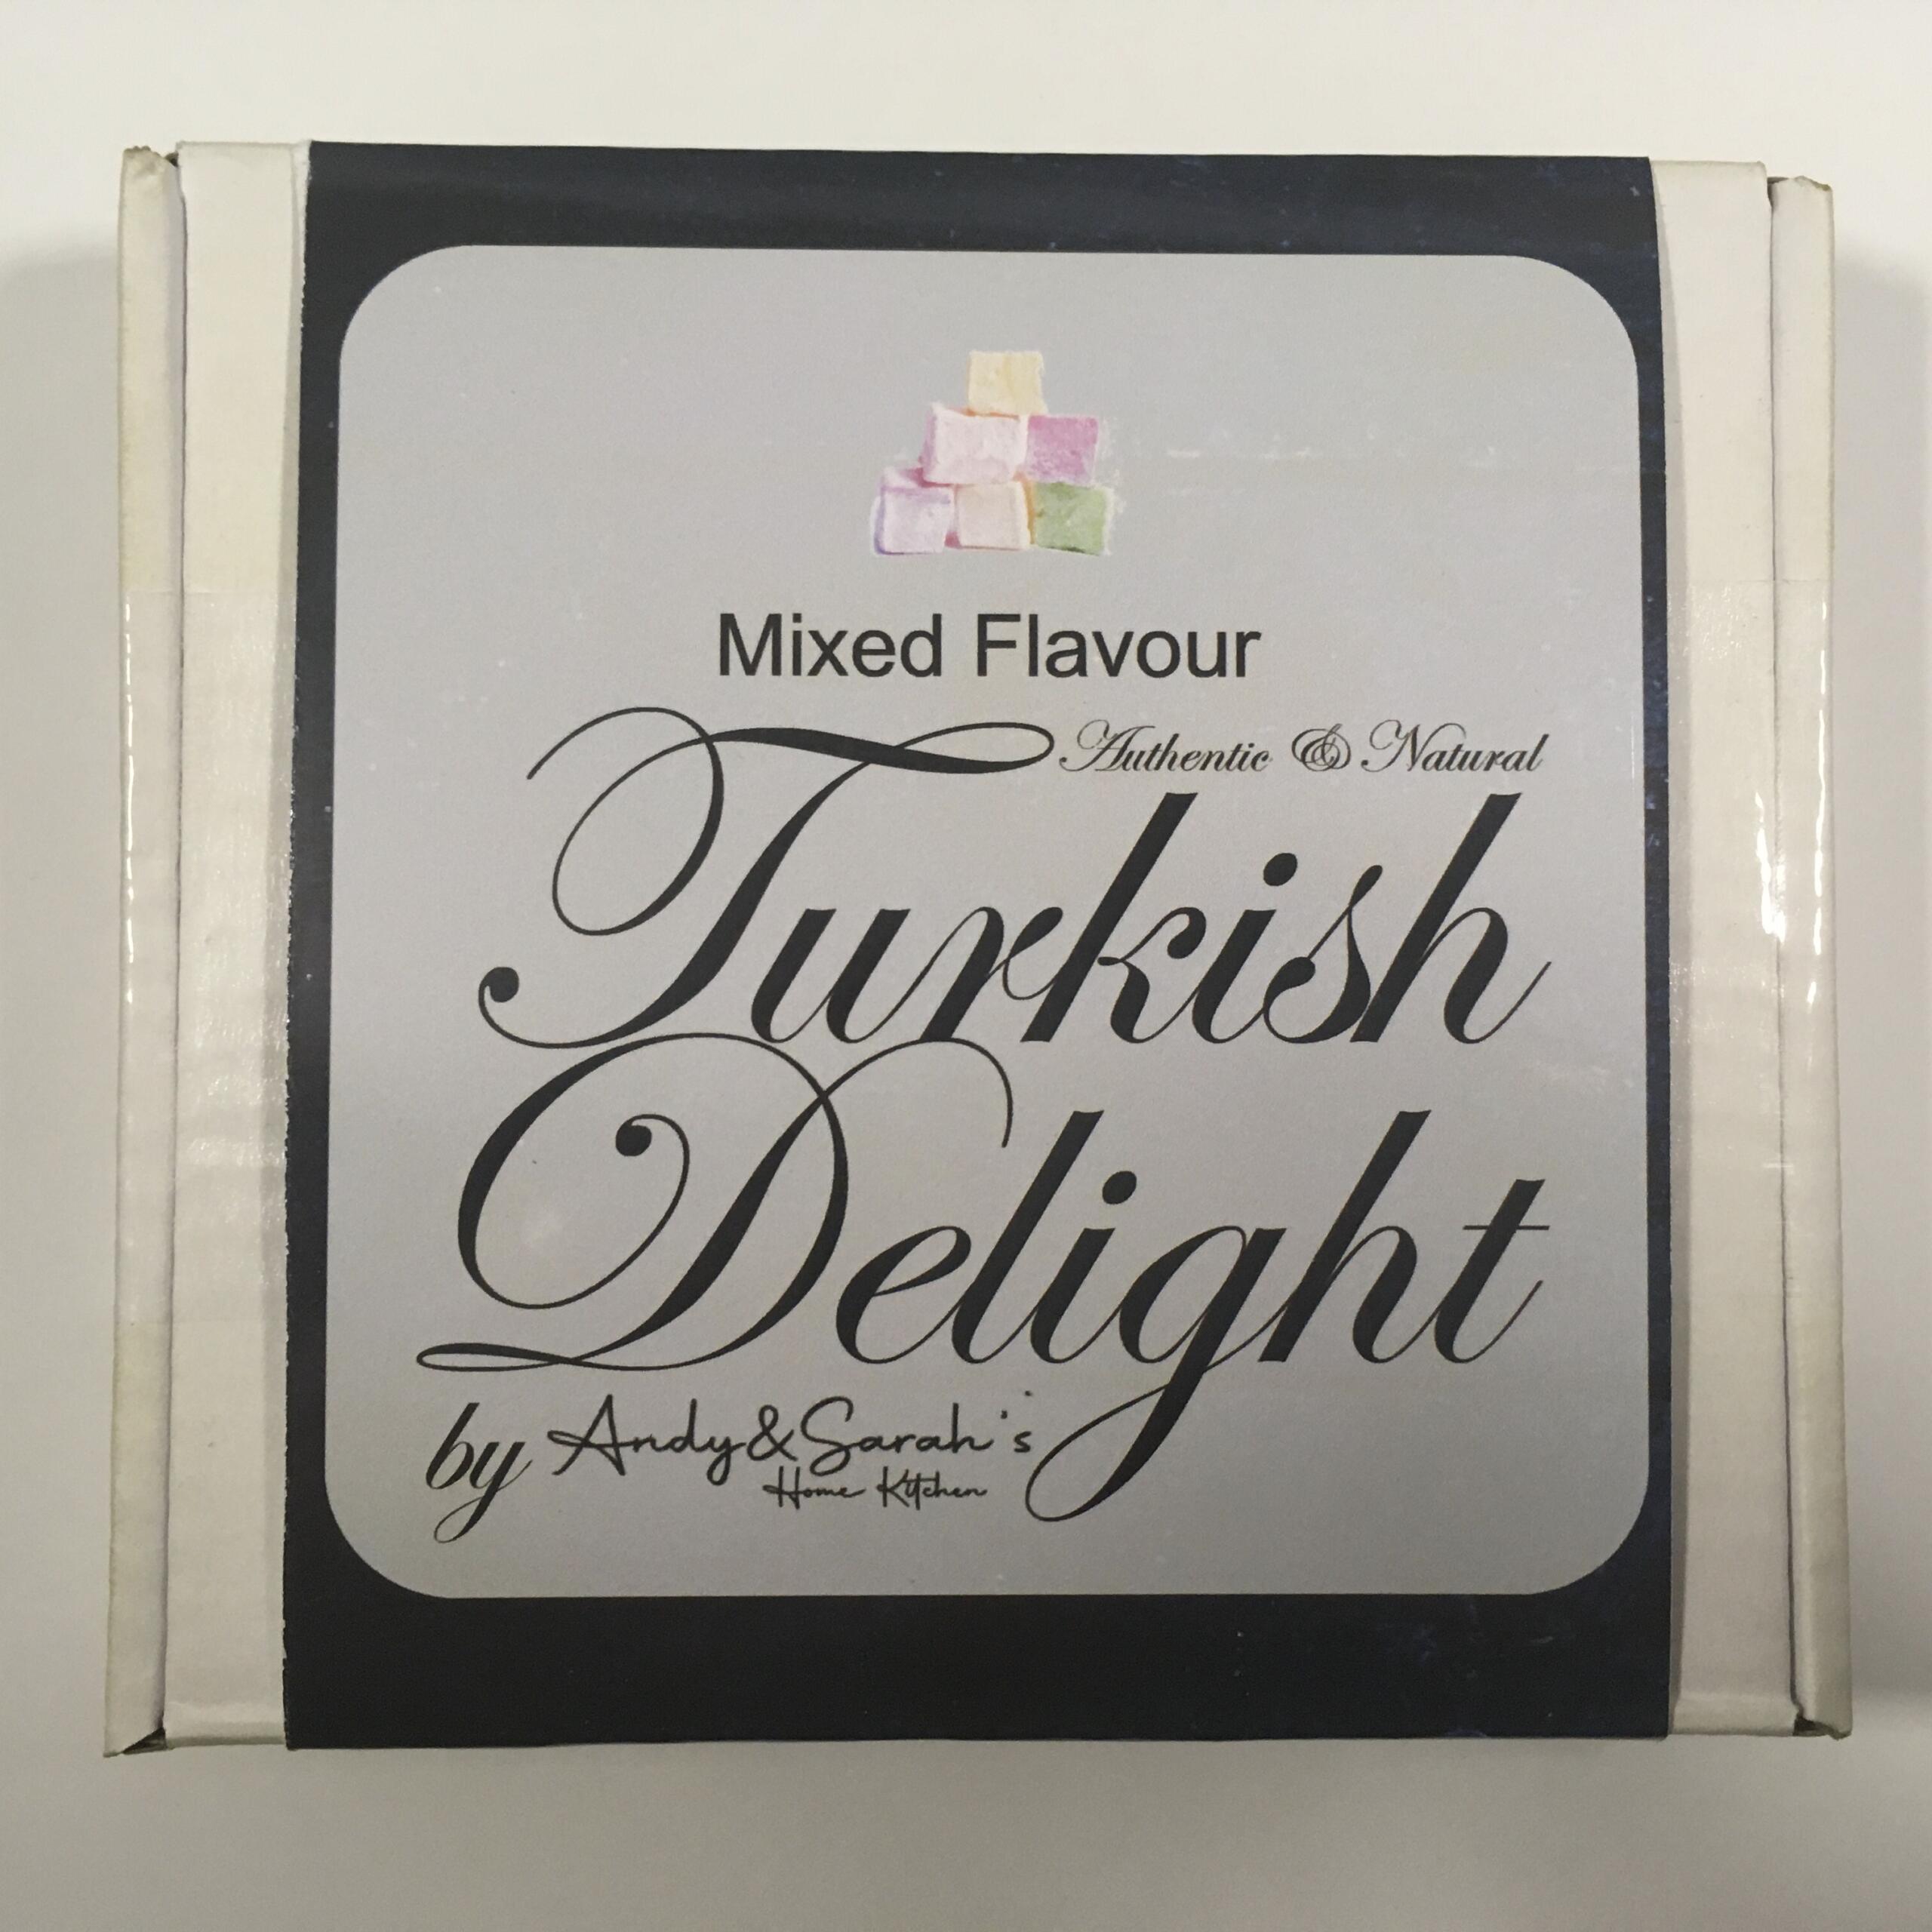 Mixed Flavour
Authentic & Natural
Turkish
Delight
by Andy & Sarah's
Home Kitchen